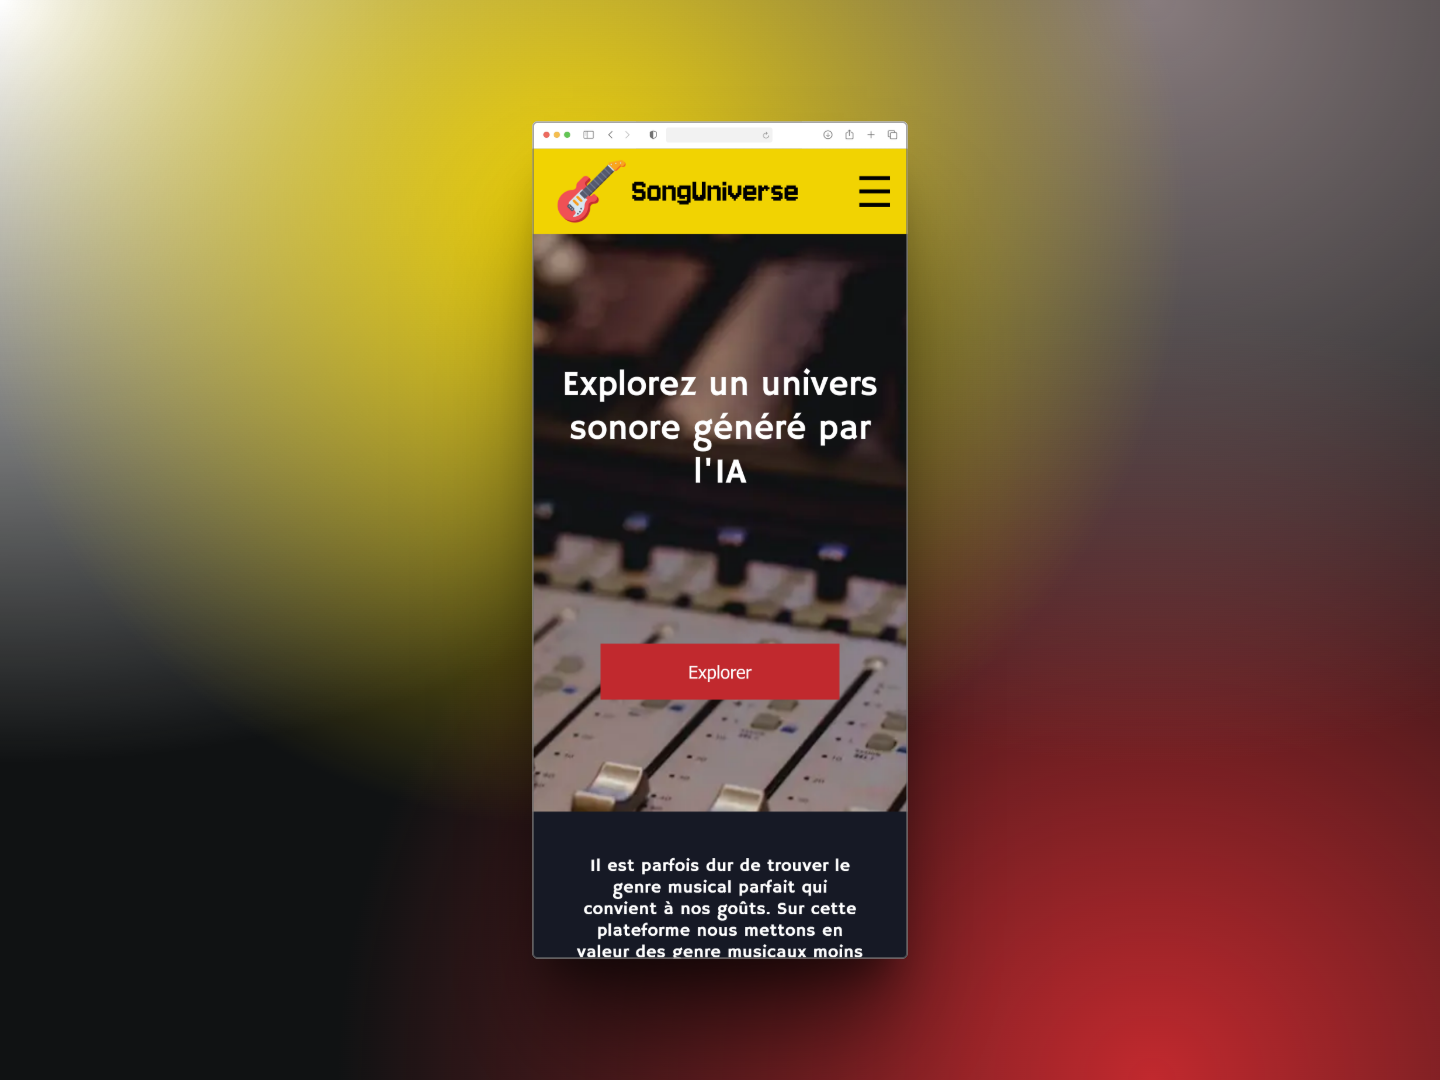 SongUniverse
Explorez un univers
sonore généré par
l'IA
Explorer
Il est parfois dur de trouver le
genre musical parfait qui
convient à nos goûts. Sur cette
plateforme nous mettons en
valeur des genre musicaux moins